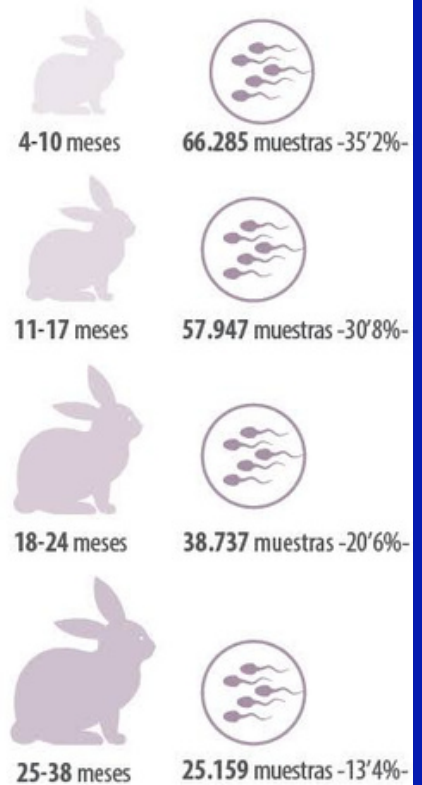 4-10 meses 66.285 muestras -35'2%-
11-17 meses 57.947 muestras -30'8%-
18-24 meses 38.737 muestras -20'6%-
25-38 meses 25.159 muestras -13'4%-